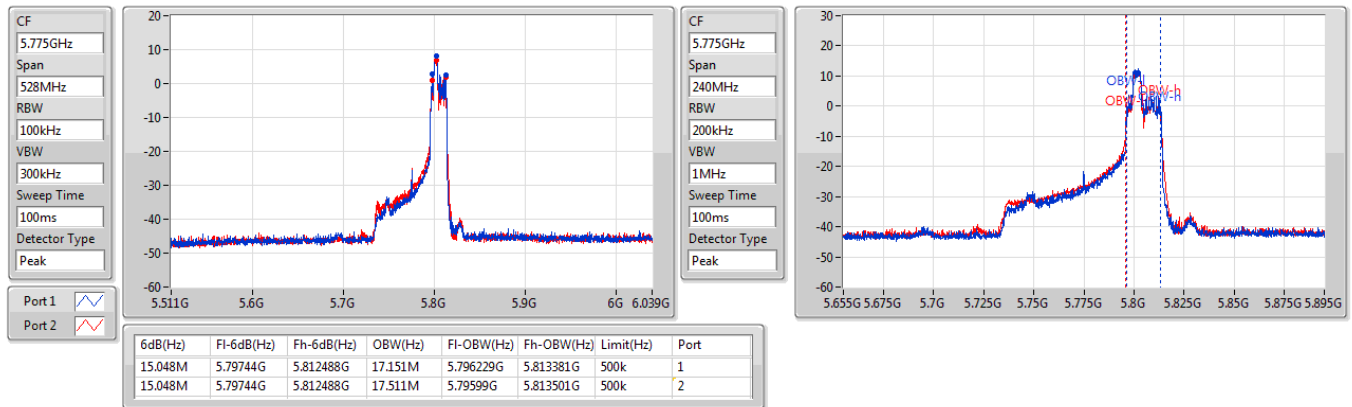 CF
5.775GHz
Span
528MHz
RBW
100kHz
VBW
300kHz
Sweep Time
100ms
Detector Type
Peak
Port 1
Port 2
20
10
0
-10
-20
-30
-40
-50
-60
5.511G 5.6G 5.7G 5.8G 5.9G 6G 6.039G
CF
5.775GHz
Span
240MHz
RBW
200kHz
VBW
1MHz
Sweep Time
100ms
Detector Type
Peak
30
20
10
0
-10
-20
-30
-40
-50
-60
OBW
OBW-h
OBW
OBW-h
5.655G 5.675G 5.7G 5.725G 5.75G 5.775G 5.8G 5.825G 5.85G 5.875G 5.895G
6dB(Hz) Fl-6dB(Hz) Fh-6dB(Hz) OBW(Hz) Fl-OBW(Hz) Fh-OBW(Hz) Limit(Hz) Port
15.048M 5.79744G 5.812488G 17.151M 5.796229G 5.813381G 500k 1
15.048M 5.79744G 5.812488G 17.511M 5.79599G 5.813501G 500k 2